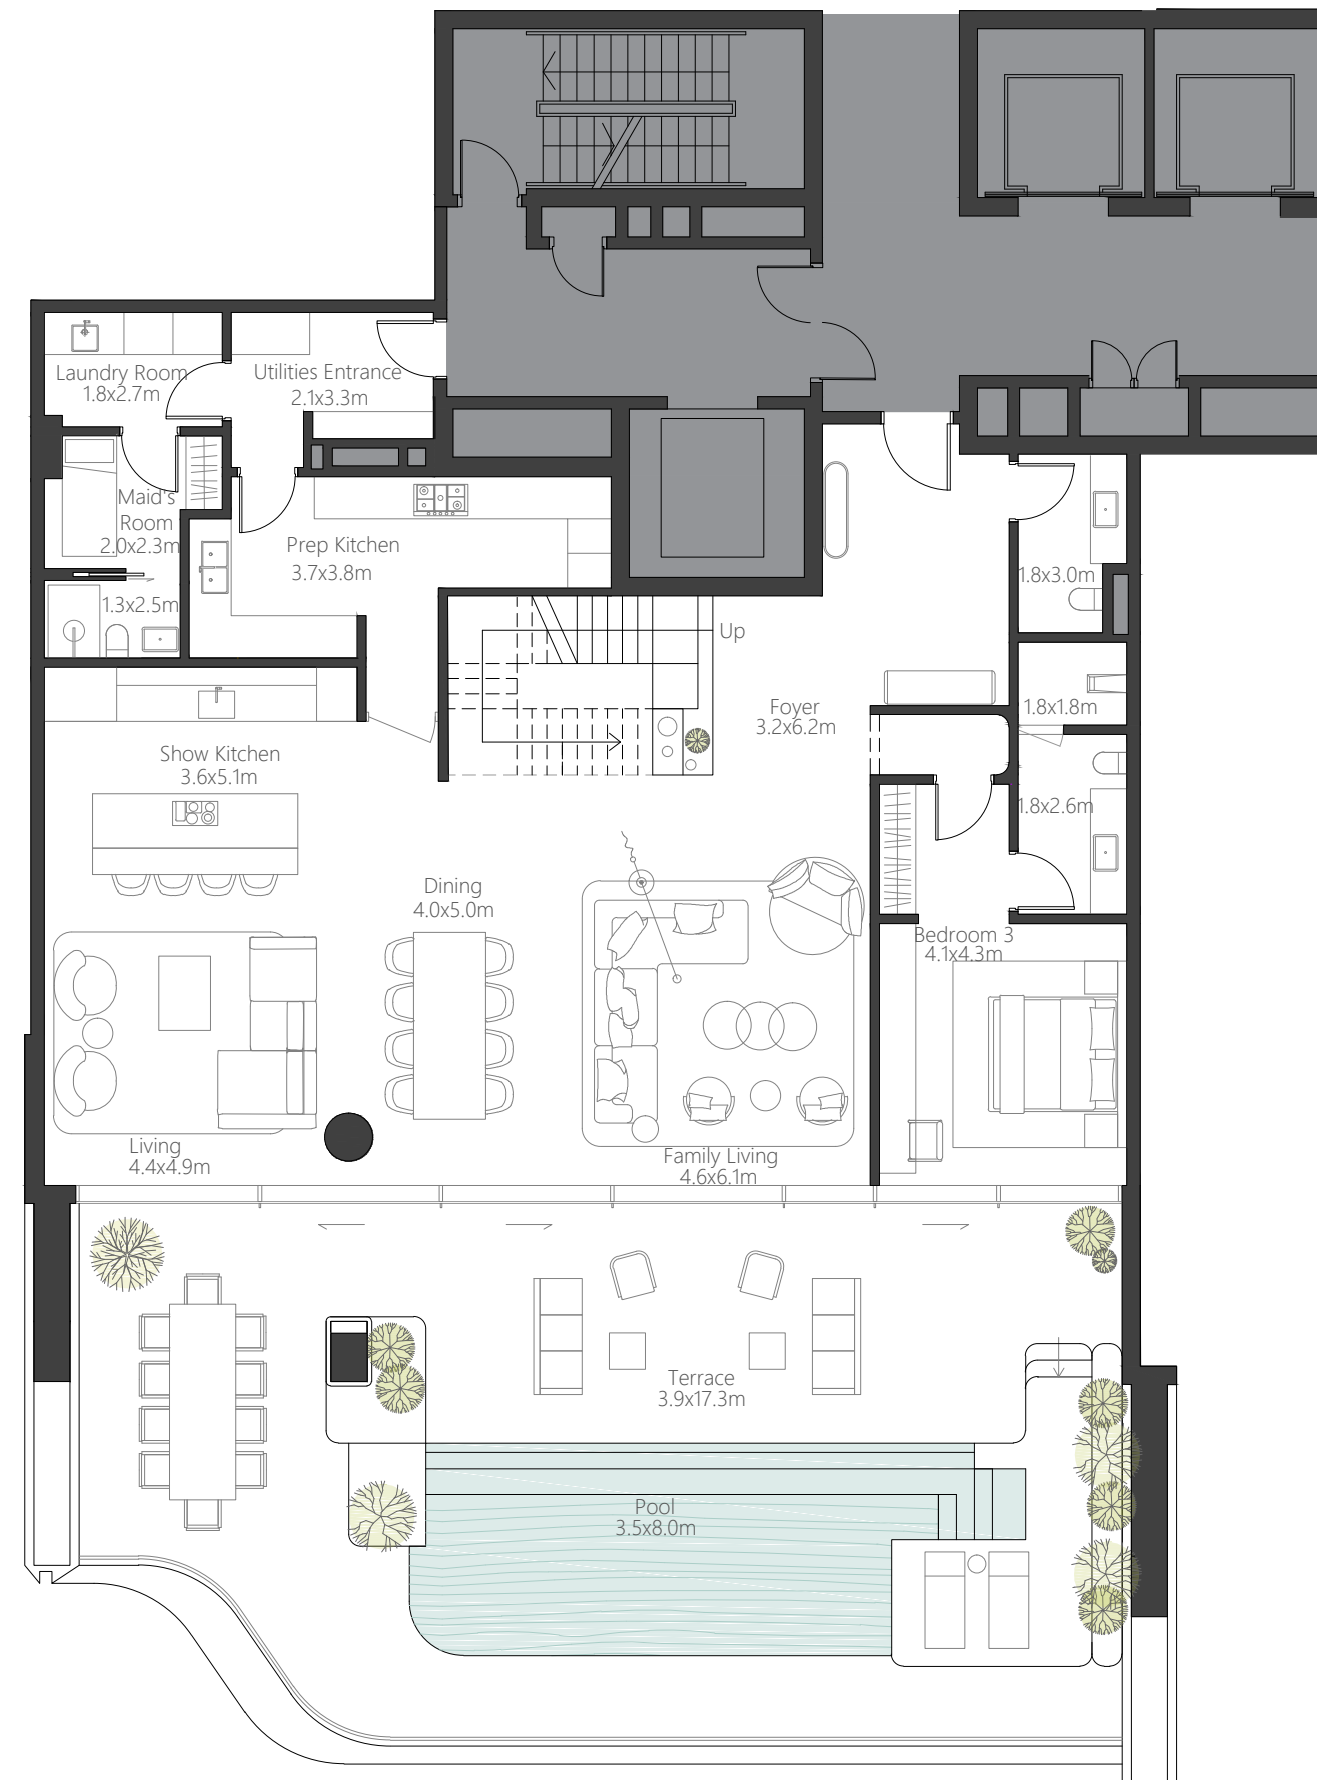 Laundry Room
1.8x2.7m
Utilities Entrance
2.1x3.3m
Maid's
Room
2.0x2.3m
Prep Kitchen
3.7x3.8m
1.8x3.0m
1.3x2.5m
Up
Foyer
3.2x6.2m
1.8x1.8m
Show Kitchen
3.6x5.1m
1.8x2.6m
Dining
4.0x5.0m
Bedroom 3
4.1x4.3m
Living
4.4x4.9m
Family Living
4.6x6.1m
Terrace
3.9x17.3m
Pool
3.5x8.0m